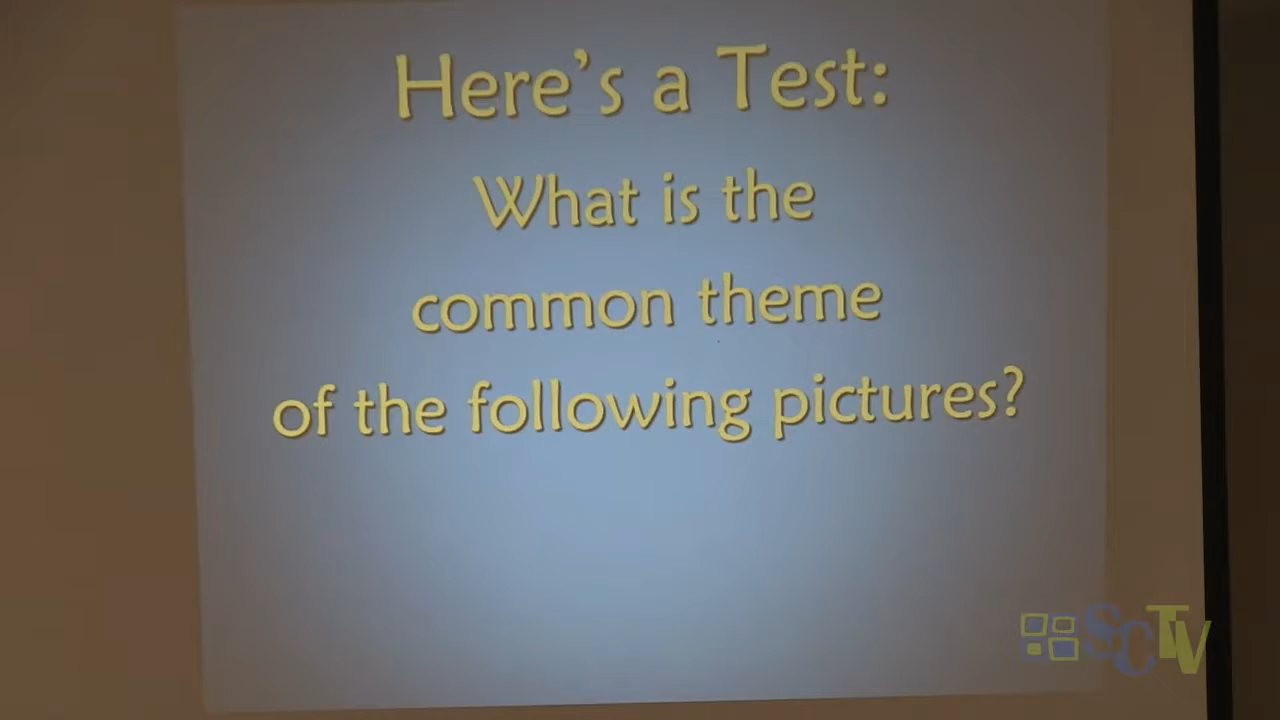 Here's a Test:
What is the
common theme
of the following pictures?
SCTV